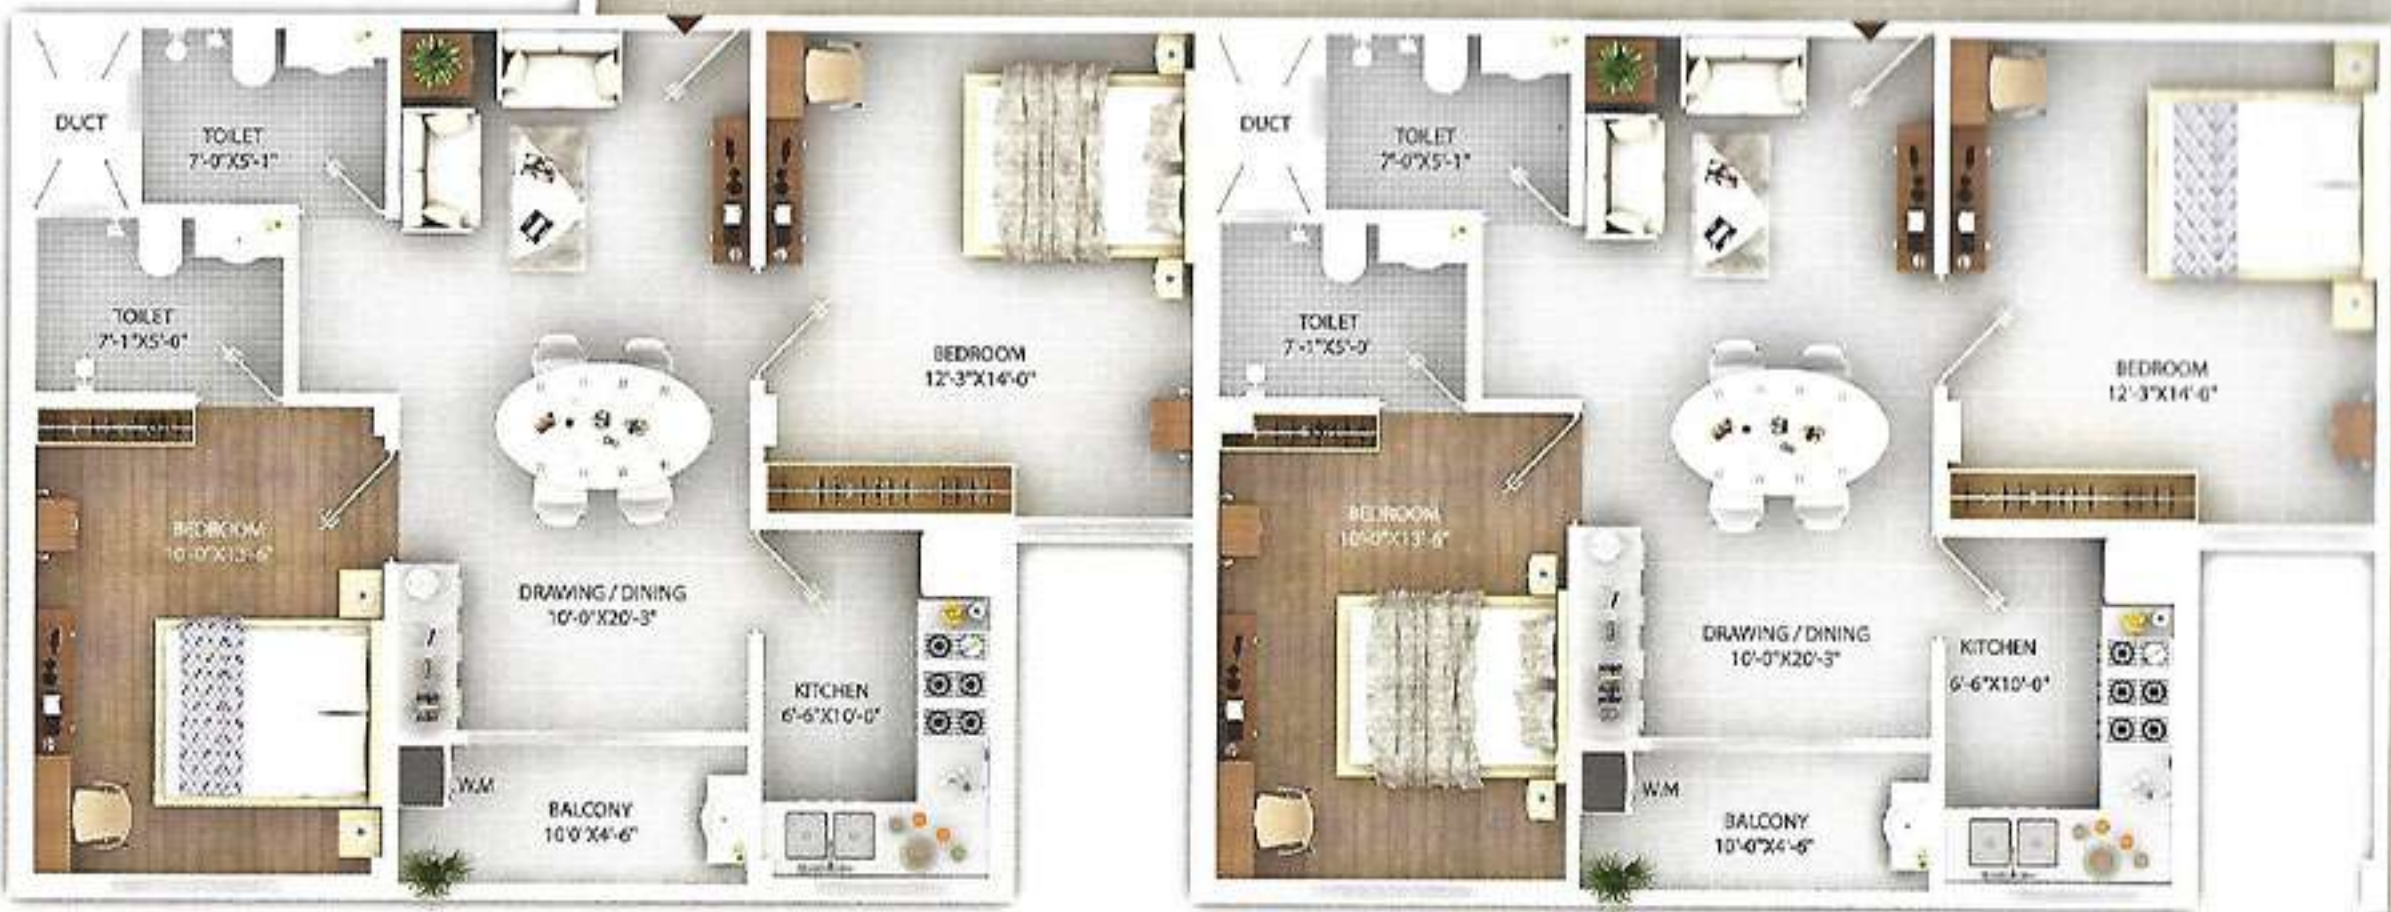 DUCT
TOILET
7'-0"X5'-1"
TOILET
7'-1"X5'-0"
BEDROOM
12'-3"X14'-0"
BEDROOM
10'-0"X13'-6"
DRAWING / DINING
10'-0"X20'-3"
KITCHEN
6'-6"X10'-0"
W.M
BALCONY
10'0"X4'-6"
DUCT
TOILET
7'-0"X5'-1"
TOILET
7'-1"X5'-0"
BEDROOM
12'-3"X14'-0"
BEDROOM
10'-0"X13'-6"
DRAWING / DINING
10'-0"X20'-3"
KITCHEN
6'-6"X10'-0"
W.M
BALCONY
10'-0"X4'-6"